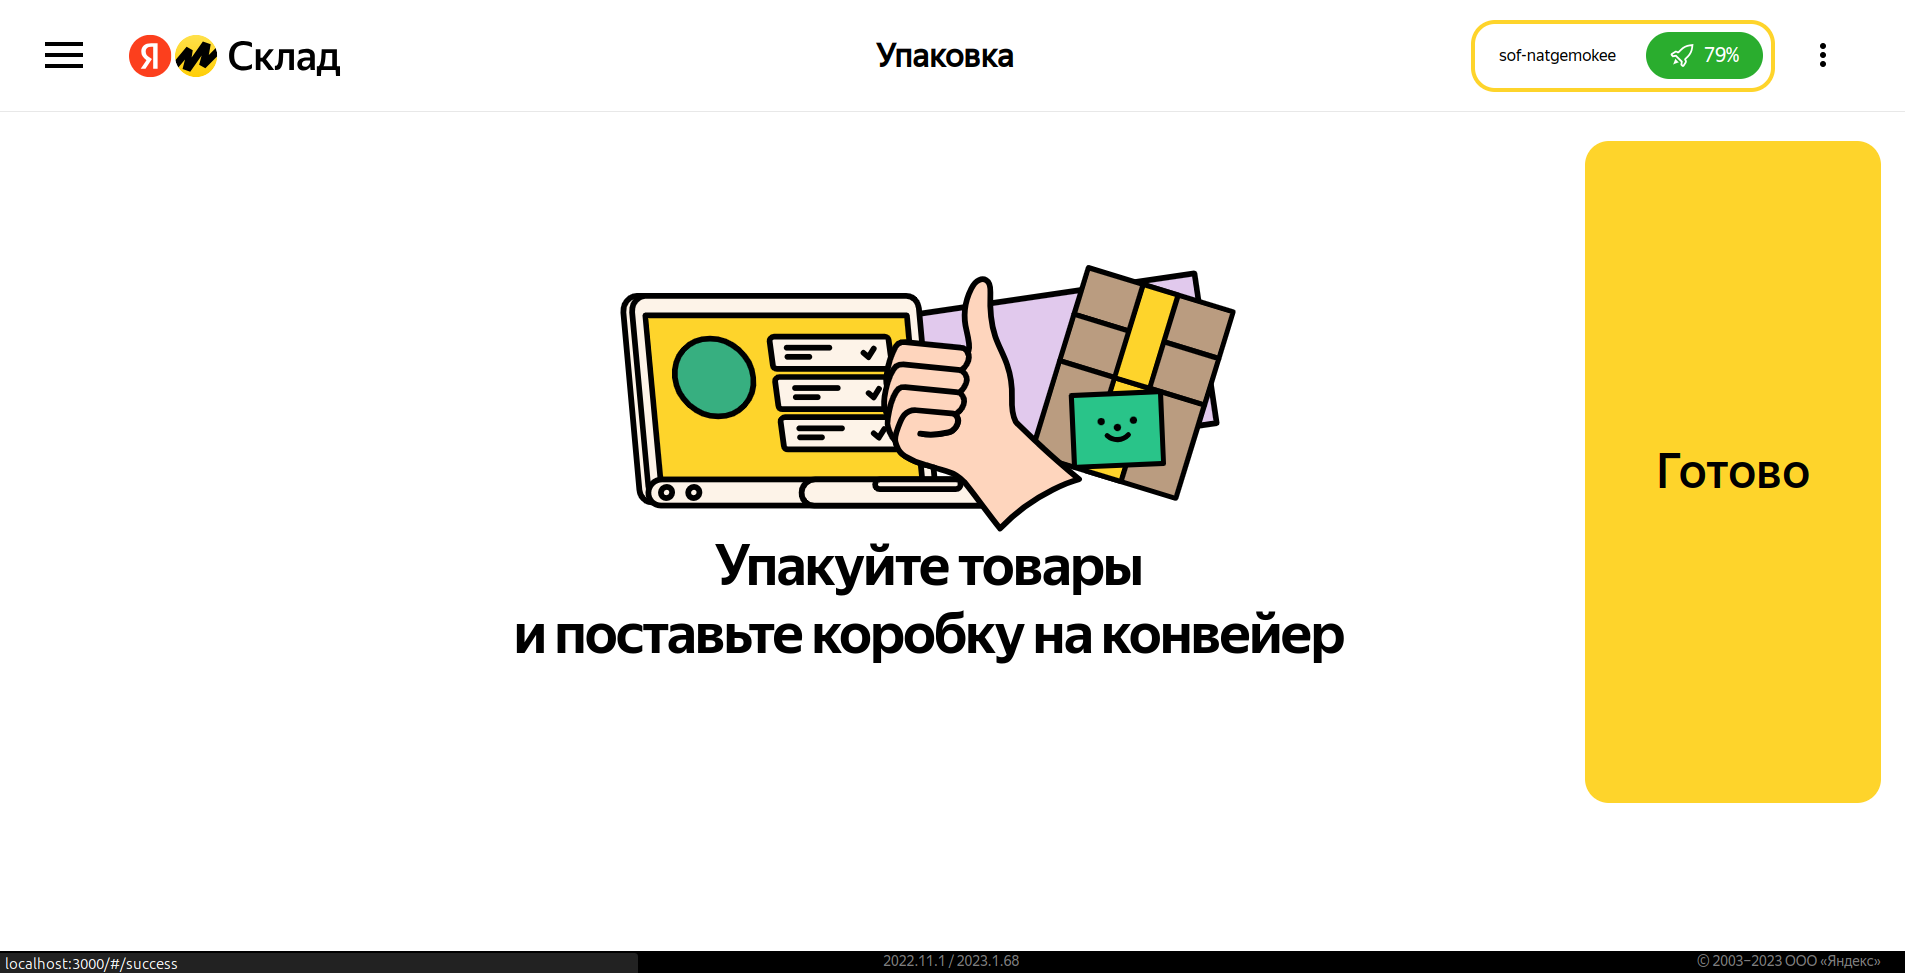 Я Склад
Упаковка
sof-natgemokee
79%
Упакуйте товары
и поставьте коробку на конвейер
Готово
localhost:3000/#/success
2022.11.1 / 2023.1.68
© 2003–2023 ООО «Яндекс»